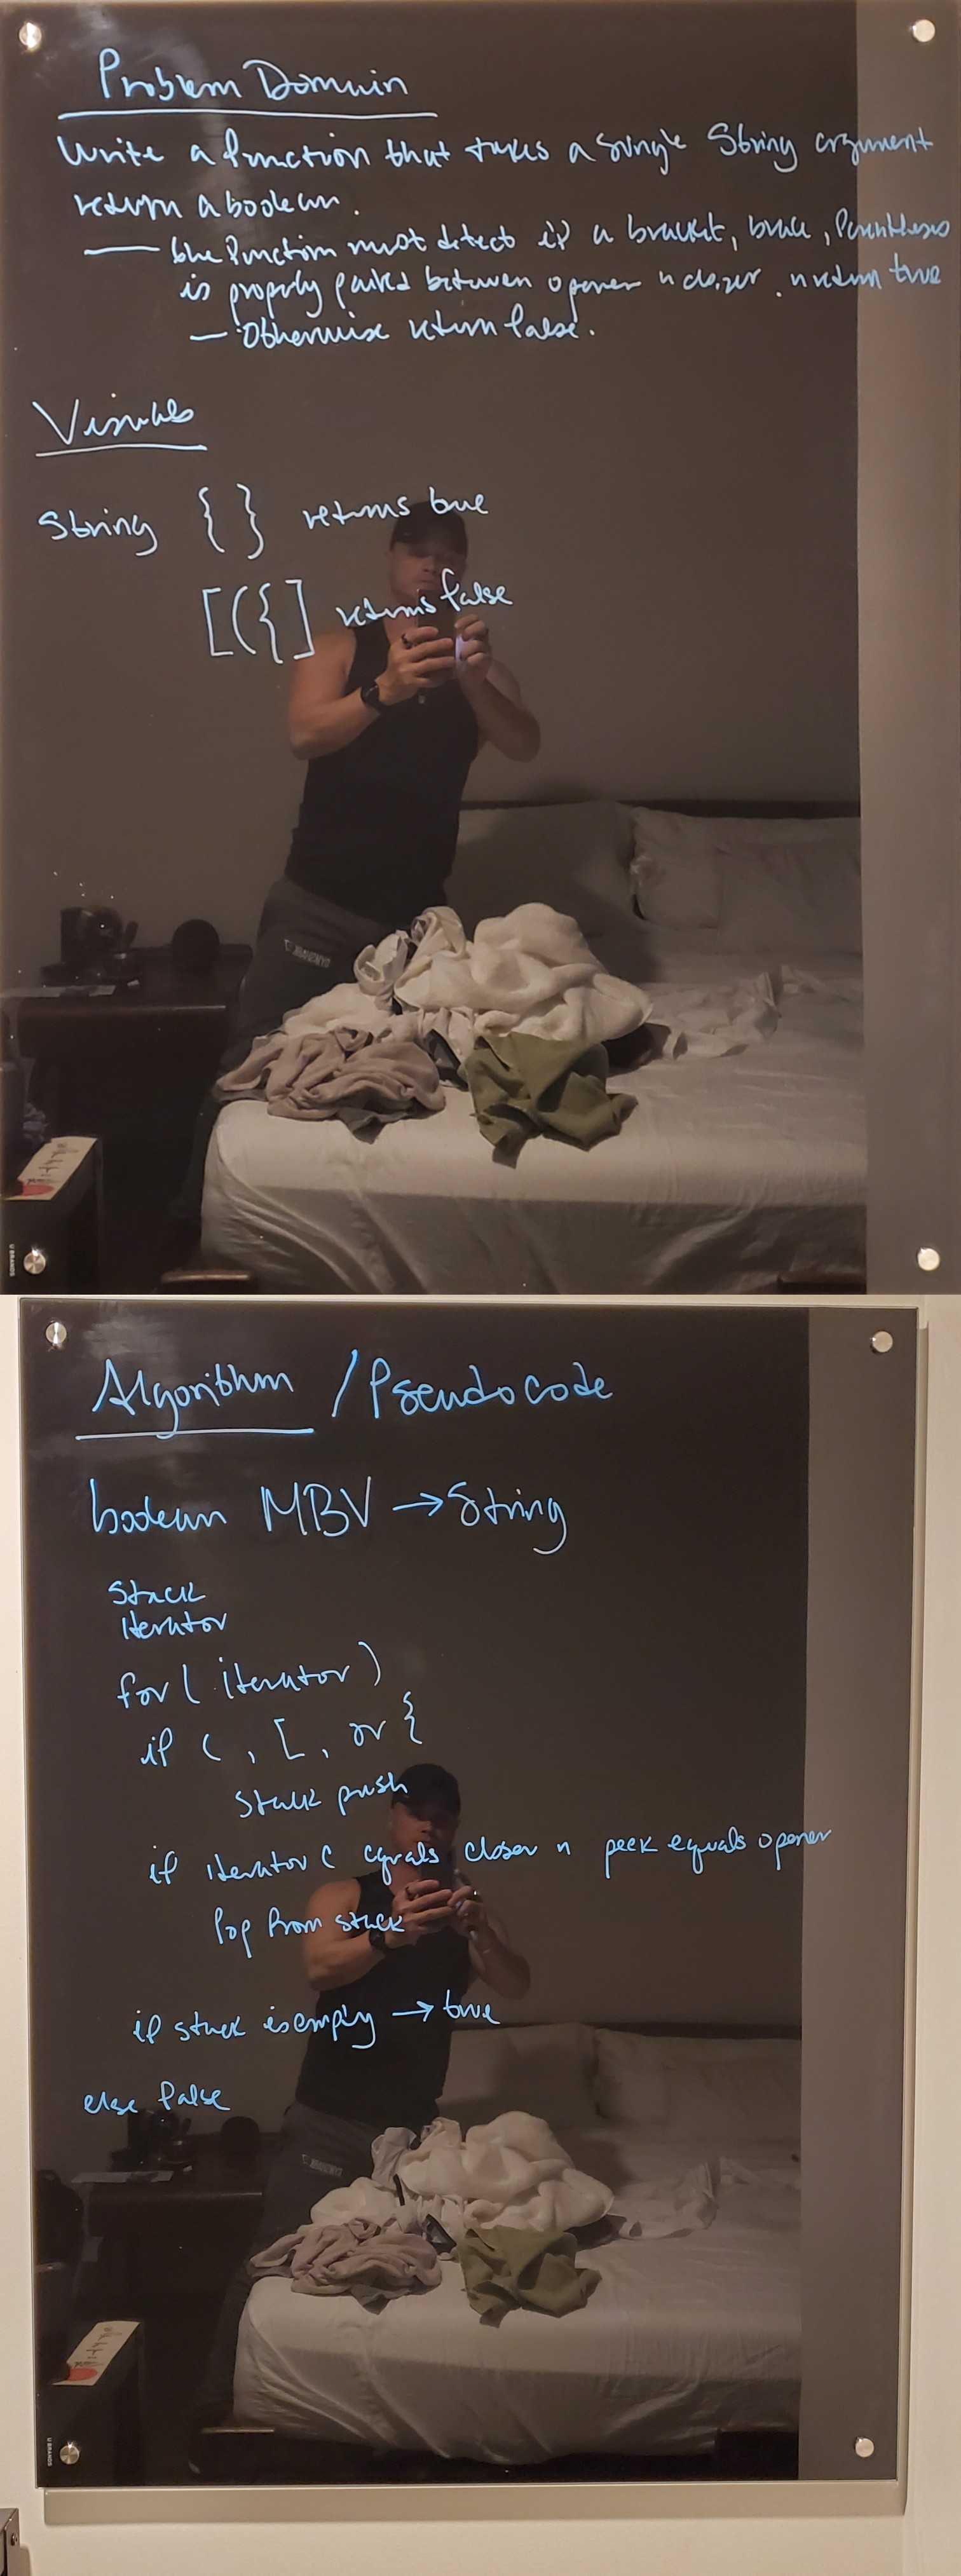 Problem Domain
Write a function that takes a single String argument
return a boolean.
— the function must detect if a bracket, brace, Parentheses
is properly paired between opener n closer. n return true
— Otherwise return false.
Visuals
String { } returns true
[({] returns false
U BRANDS
Algorithm / Pseudocode
boolean MBV → String
Stack
iterator
for ( iterator )
if ( , [ , or {
Stack push
if iterator C equals closer n peek equals opener
Pop from stack
if stack isempty → true
else false
U BRANDS